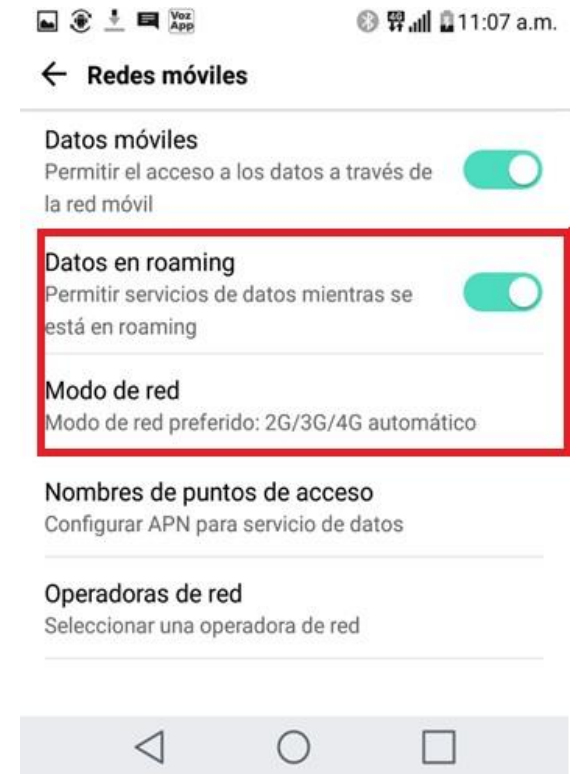 Voz App
4G
11:07 a.m.
Redes móviles
Datos móviles
Permitir el acceso a los datos a través de
la red móvil
Datos en roaming
Permitir servicios de datos mientras se
está en roaming
Modo de red
Modo de red preferido: 2G/3G/4G automático
Nombres de puntos de acceso
Configurar APN para servicio de datos
Operadoras de red
Seleccionar una operadora de red